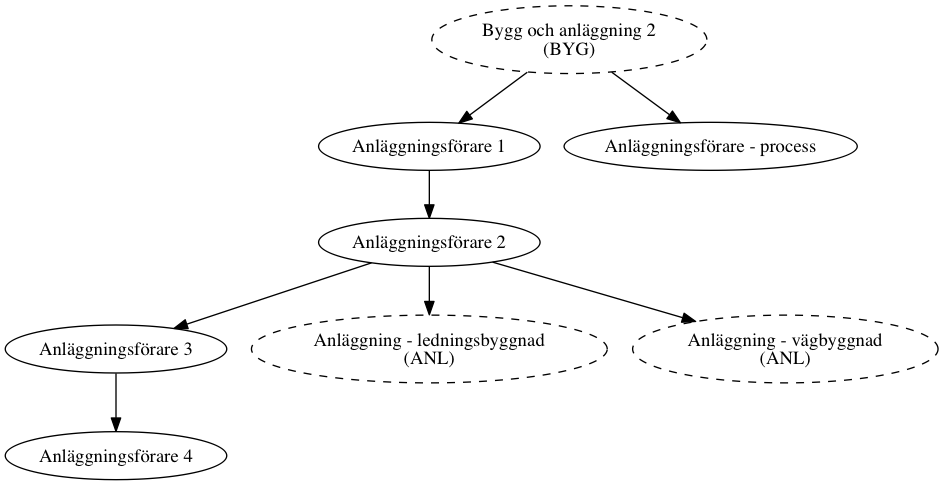 Bygg och anläggning 2
(BYG)
Anläggningsförare 1
Anläggningsförare - process
Anläggningsförare 2
Anläggningsförare 3
Anläggning - ledningsbyggnad
(ANL)
Anläggning - vägbyggnad
(ANL)
Anläggningsförare 4